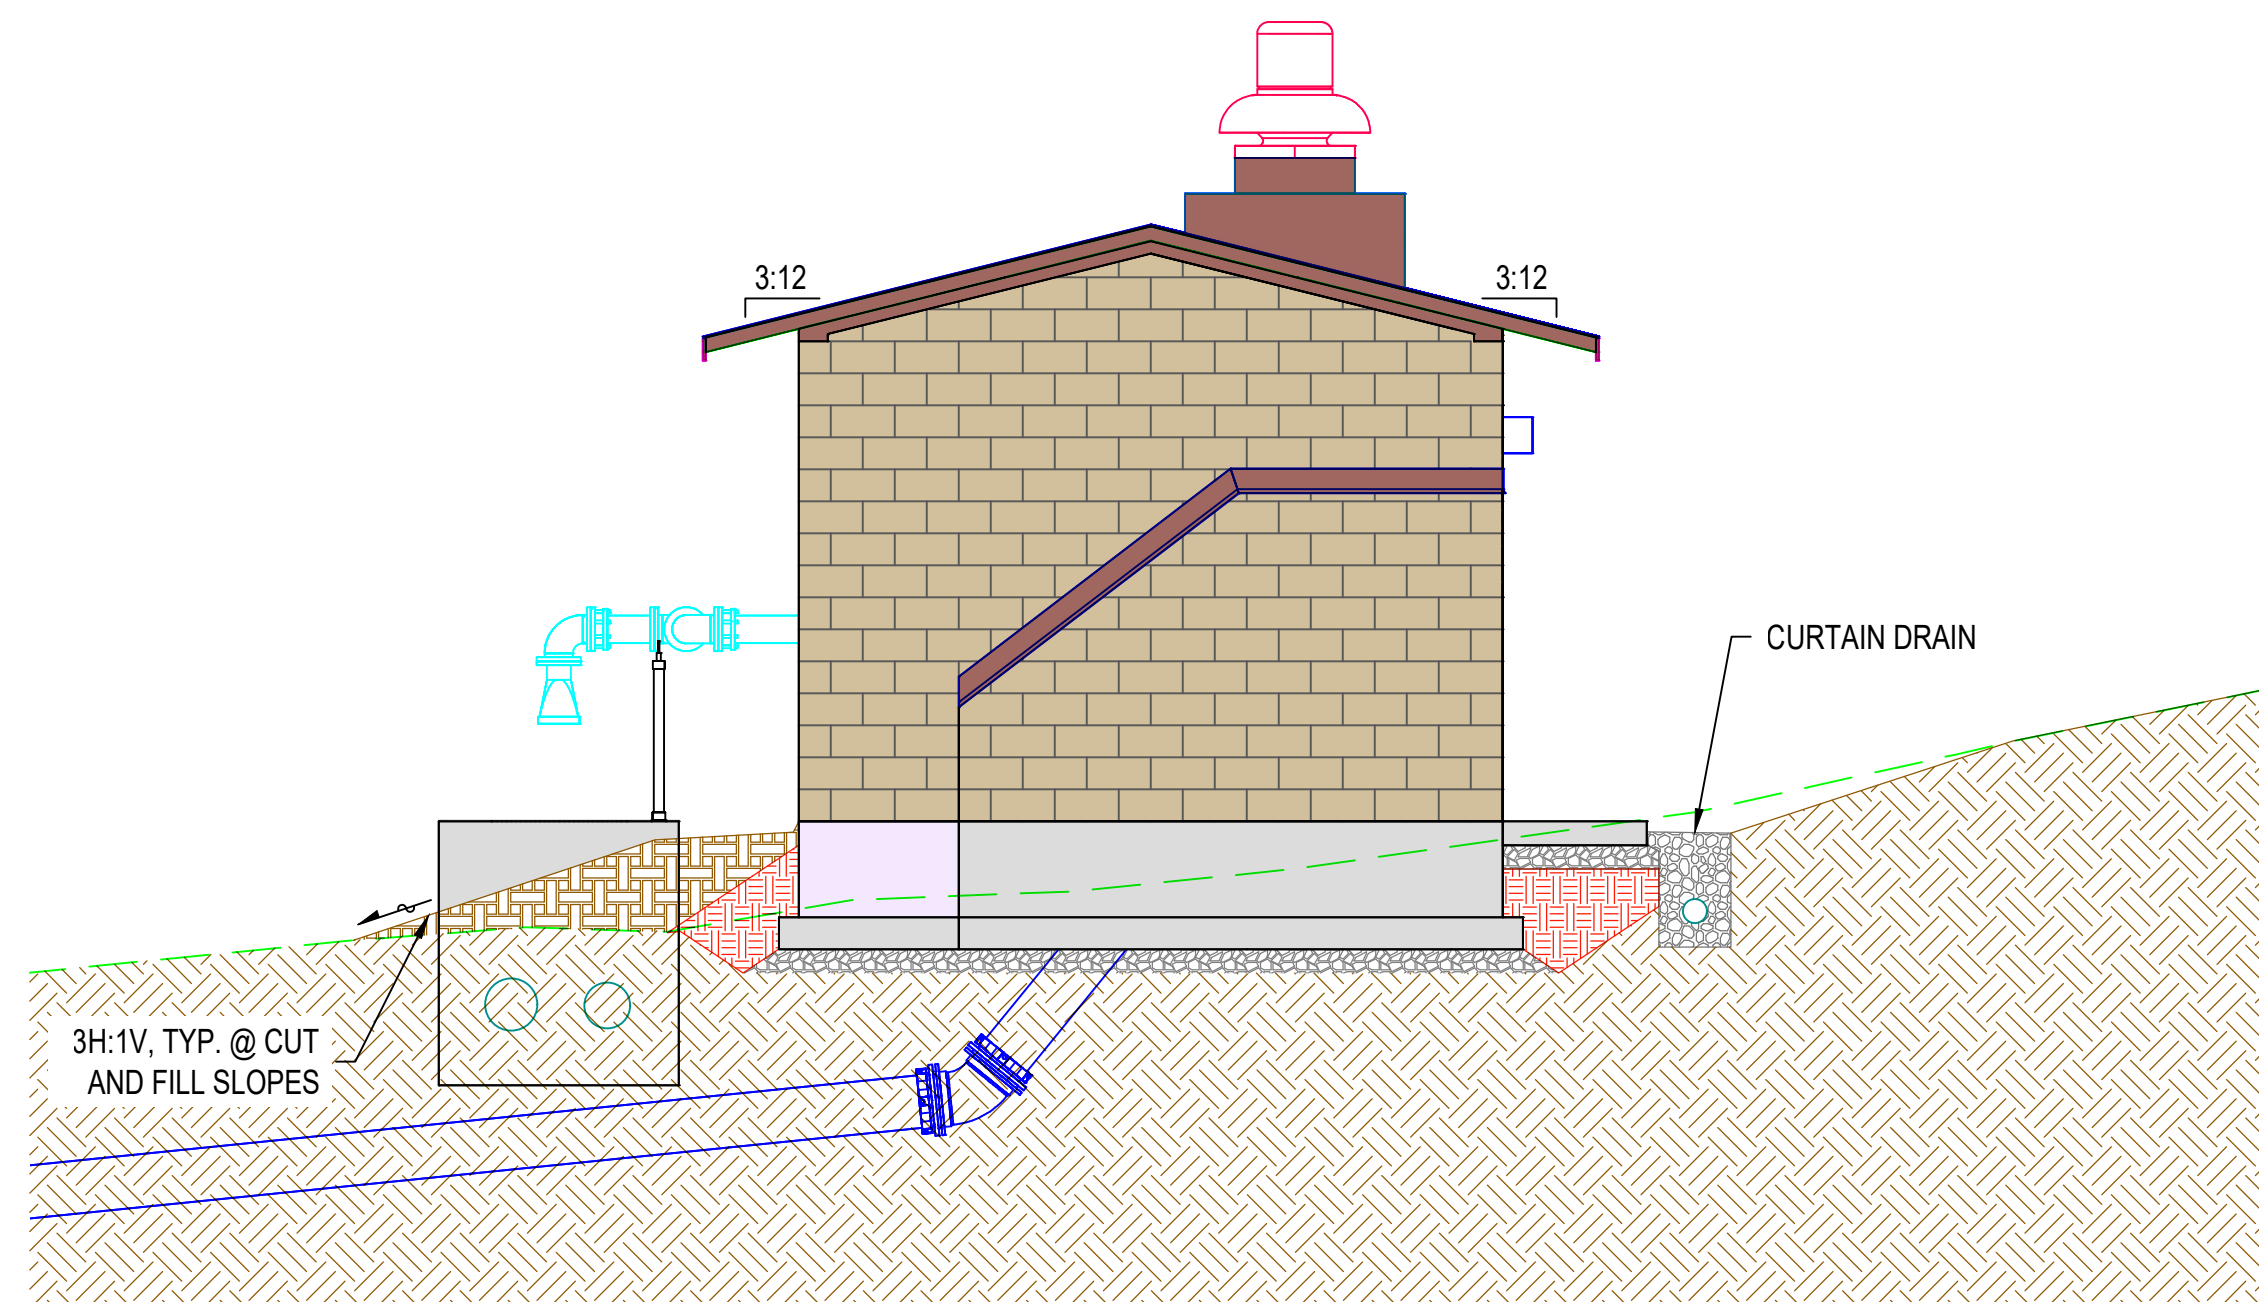 3:12
3:12
CURTAIN DRAIN
3H:1V, TYP. @ CUT
AND FILL SLOPES